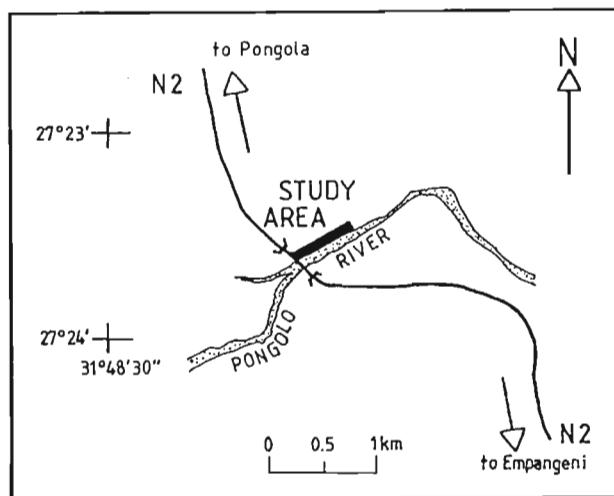 to Pongola
N
N2
27°23'
STUDY
AREA
RIVER
PONGOLO
27°24'
31°48'30"
0 0.5 1km
N2
to Empangeni